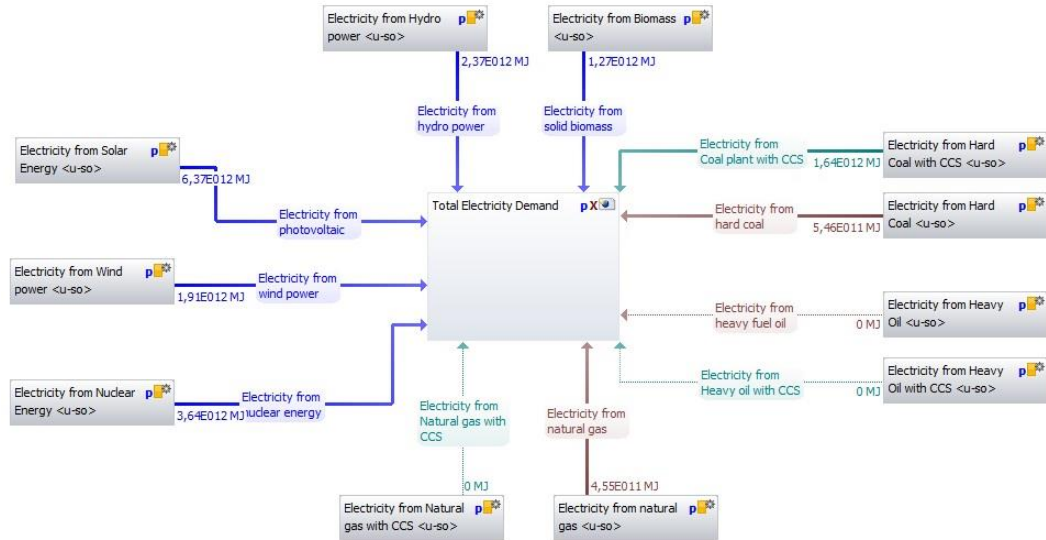 Electricity from Hydro p
power <u-so>
2,37E012 MJ
Electricity from
hydro power
Electricity from Biomass p
<u-so>
1,27E012 MJ
Electricity from
solid biomass
Electricity from Solar p
Energy <u-so>
6,37E012 MJ
Electricity from
photovoltaic
Electricity from Wind p
power <u-so>
1,91E012 MJ
Electricity from
wind power
Electricity from Nuclear p
Energy <u-so>
3,64E012 MJ
Electricity from
nuclear energy
Total Electricity Demand p X
Electricity from
Coal plant with CCS
1,64E012 MJ
Electricity from Hard p
Coal with CCS <u-so>
Electricity from
hard coal
5,46E011 MJ
Electricity from Hard p
Coal <u-so>
Electricity from
heavy fuel oil
0 MJ
Electricity from Heavy p
Oil <u-so>
Electricity from
Heavy oil with CCS
0 MJ
Electricity from Heavy p
Oil with CCS <u-so>
Electricity from
Natural gas with
CCS
0 MJ
Electricity from Natural p
gas with CCS <u-so>
Electricity from
natural gas
4,55E011 MJ
Electricity from natural p
gas <u-so>